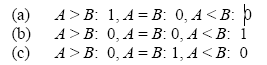 (a) A > B: 1, A = B: 0, A < B: 0
(b) A > B: 0, A = B: 0, A < B: 1
(c) A > B: 0, A = B: 1, A < B: 0